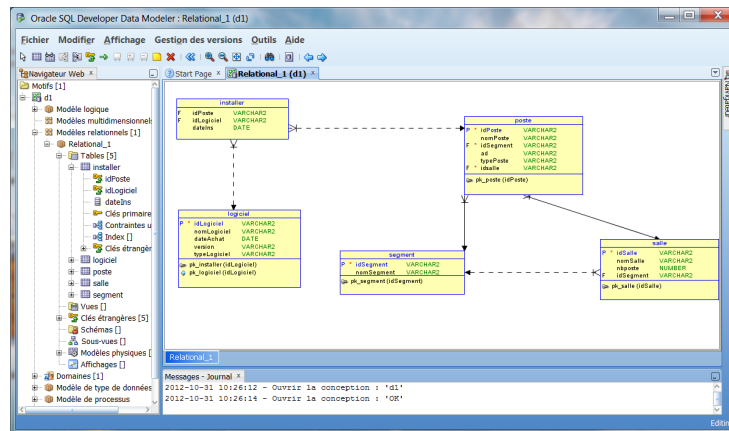 Oracle SQL Developer Data Modeler : Relational_1 (d1)
Fichier Modifier Affichage Gestion des versions Outils Aide
Navigateur Web
Start Page
Relational_1 (d1)
Motifs [1]
d1
Modèle logique
Modèles multidimensionnels
Modèles relationnels [1]
Relational_1
Tables [5]
installer
idPoste
idLogiciel
dateIns
Clés primaire
Contraintes u
Index []
Clés étrangèr
logiciel
poste
salle
segment
Vues []
Clés étrangères [5]
Schémas []
Sous-vues []
Modèles physiques [
Affichages []
Domaines [1]
Modèle de type de données
Modèle de processus
installer
F idPoste VARCHAR2
F idLogiciel VARCHAR2
dateIns DATE
poste
P * idPoste VARCHAR2
nomPoste VARCHAR2
F * idSegment VARCHAR2
ad VARCHAR2
typePoste VARCHAR2
F * idsalle VARCHAR2
pk_poste (idPoste)
logiciel
P * idLogiciel VARCHAR2
nomLogiciel VARCHAR2
dateAchat DATE
version VARCHAR2
typeLogiciel VARCHAR2
pk_installer (idLogiciel)
pk_logiciel (idLogiciel)
segment
P * idSegment VARCHAR2
nomSegment VARCHAR2
pk_segment (idSegment)
salle
P * idSalle VARCHAR2
nomSalle VARCHAR2
nbposte NUMBER
F idSegment VARCHAR2
pk_salle (idSalle)
Relational_1
Messages - Journal
2012-10-31 10:26:12 - Ouvrir la conception : 'd1'
2012-10-31 10:26:14 - Ouvrir la conception : 'OK'
Editin